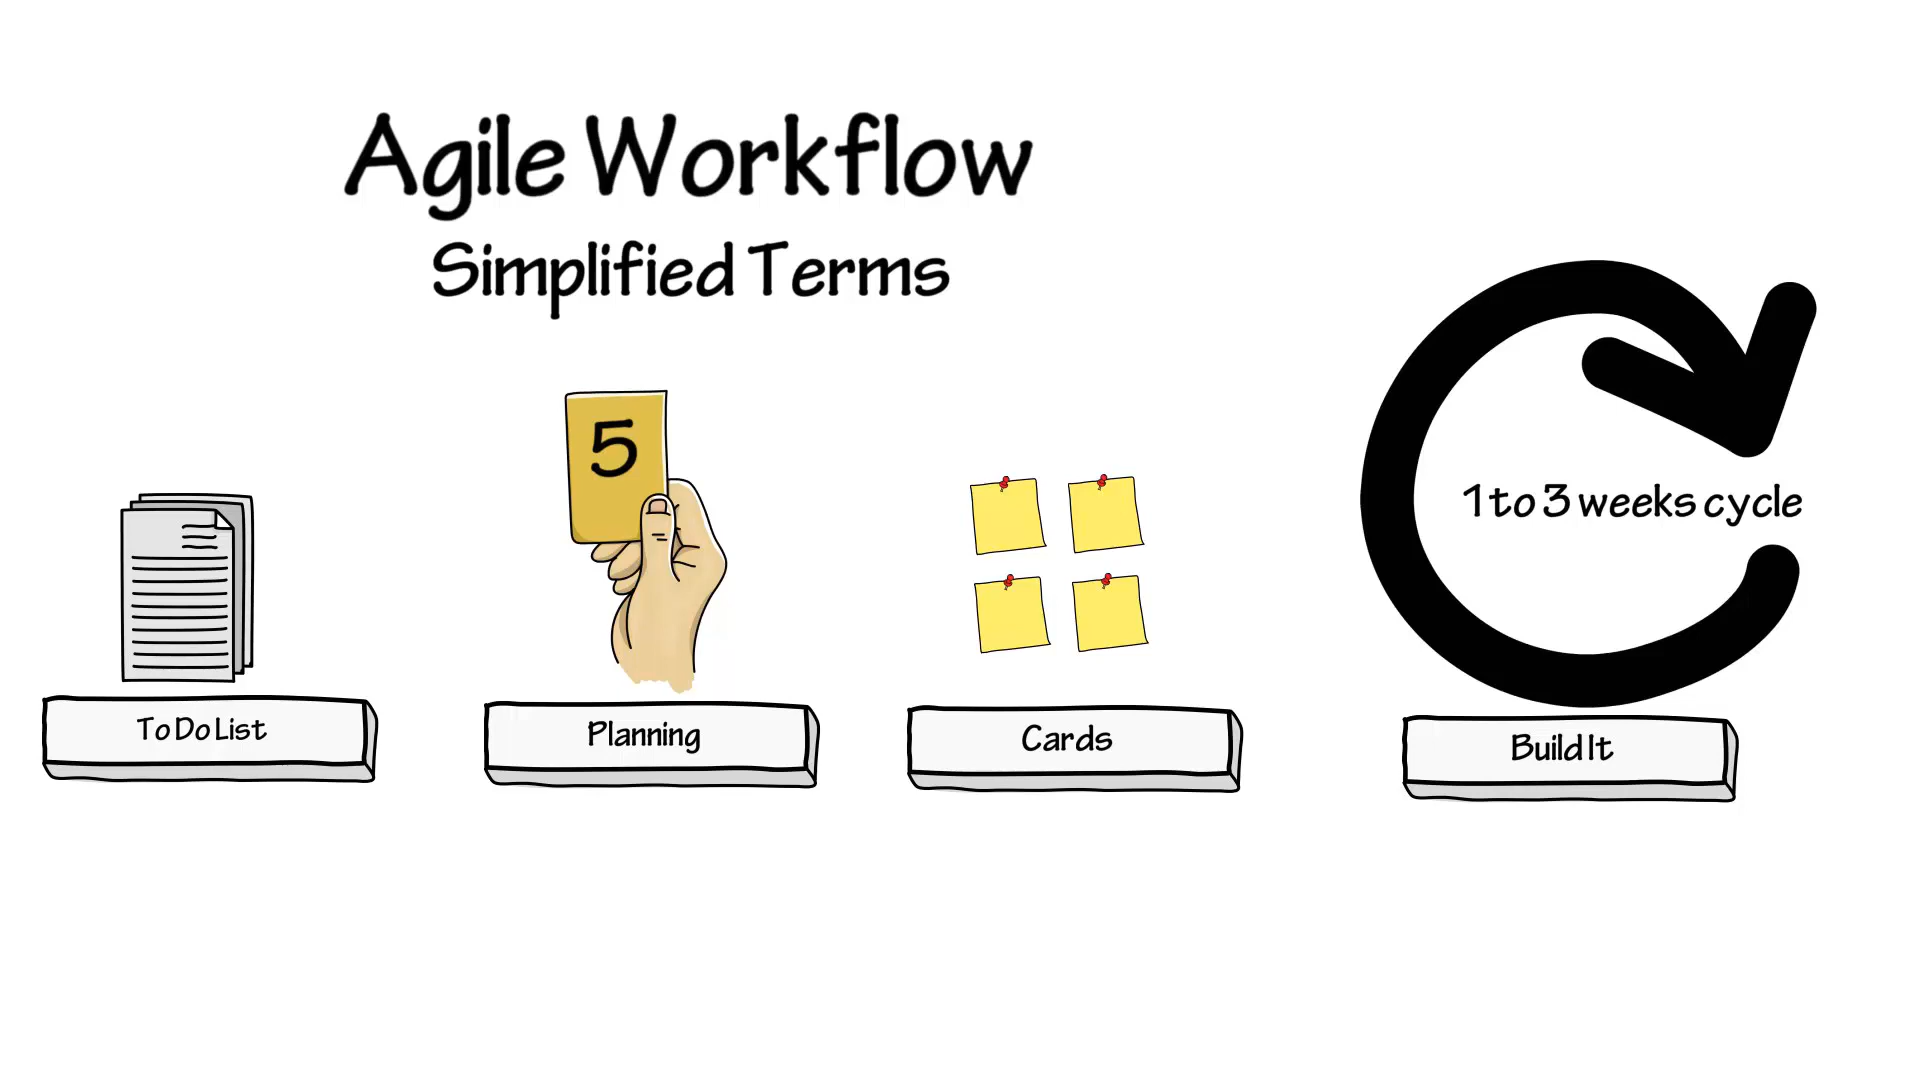 Agile Workflow
Simplified Terms
5
1 to 3 weeks cycle
To Do List
Planning
Cards
Build It